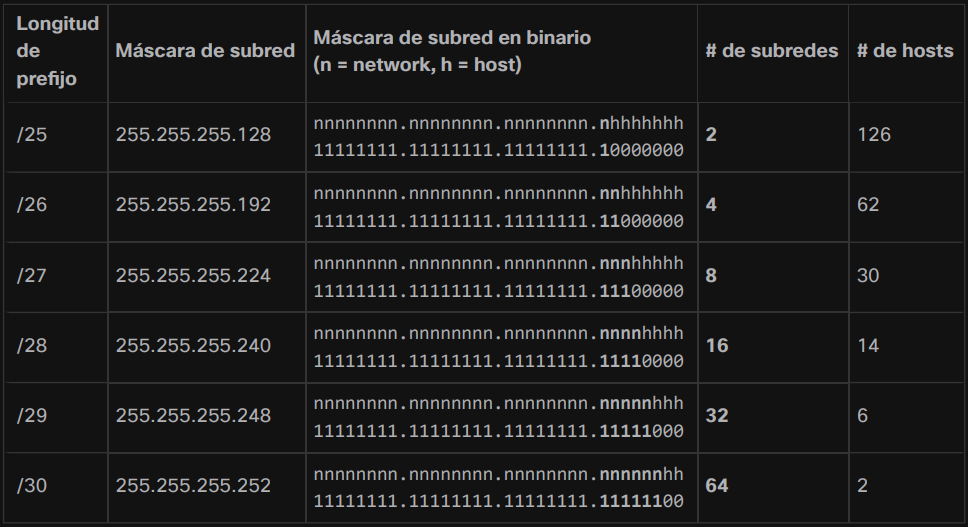 Longitud
de
prefijo
Máscara de subred
Máscara de subred en binario
(n = network, h = host)
# de subredes
# de hosts
/25
255.255.255.128
nnnnnnnn.nnnnnnnn.nnnnnnnn.nhhhhhhh
11111111.11111111.11111111.10000000
2
126
/26
255.255.255.192
nnnnnnnn.nnnnnnnn.nnnnnnnn.nnhhhhhh
11111111.11111111.11111111.11000000
4
62
/27
255.255.255.224
nnnnnnnn.nnnnnnnn.nnnnnnnn.nnnhhhhh
11111111.11111111.11111111.11100000
8
30
/28
255.255.255.240
nnnnnnnn.nnnnnnnn.nnnnnnnn.nnnnhhhh
11111111.11111111.11111111.11110000
16
14
/29
255.255.255.248
nnnnnnnn.nnnnnnnn.nnnnnnnn.nnnnnhhh
11111111.11111111.11111111.11111000
32
6
/30
255.255.255.252
nnnnnnnn.nnnnnnnn.nnnnnnnn.nnnnnnhh
11111111.11111111.11111111.11111100
64
2